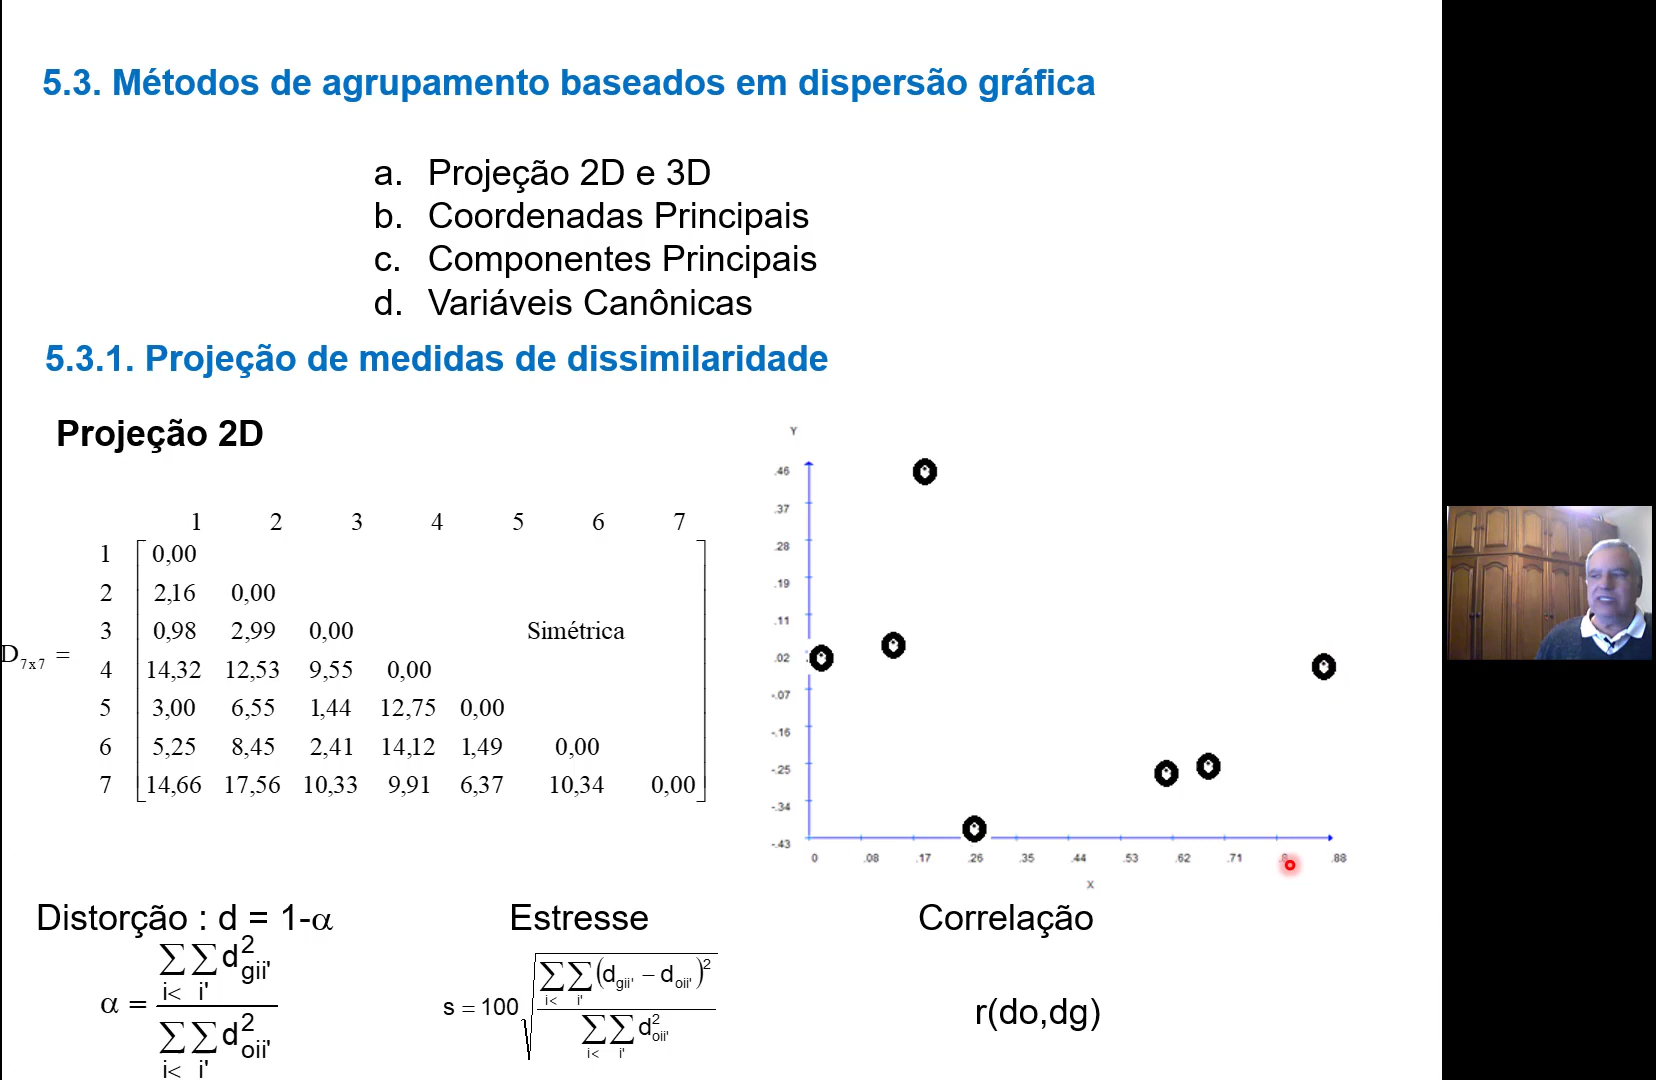 5.3. Métodos de agrupamento baseados em dispersão gráfica
a. Projeção 2D e 3D
b. Coordenadas Principais
c. Componentes Principais
d. Variáveis Canônicas
5.3.1. Projeção de medidas de dissimilaridade
Projeção 2D
1 2 3 4 5 6 7
1 0,00
2 2,16 0,00
3 0,98 2,99 0,00 Simétrica
D7x7 =
4 14,32 12,53 9,55 0,00
5 3,00 6,55 1,44 12,75 0,00
6 5,25 8,45 2,41 14,12 1,49 0,00
7 14,66 17,56 10,33 9,91 6,37 10,34 0,00
Y
.46
.37
.28
.19
.11
.02
-.07
-.16
-.25
-.34
-.43
0 .08 .17 .26 .35 .44 .53 .62 .71 .88
X
Distorção : d = 1-α
α = ∑i< ∑i' d²gii' / ∑i< ∑i' d²oii'
Estresse
s = 100 √(∑i< ∑i' (dgii' − doii')² / ∑i< ∑i' d²oii')
Correlação
r(do,dg)